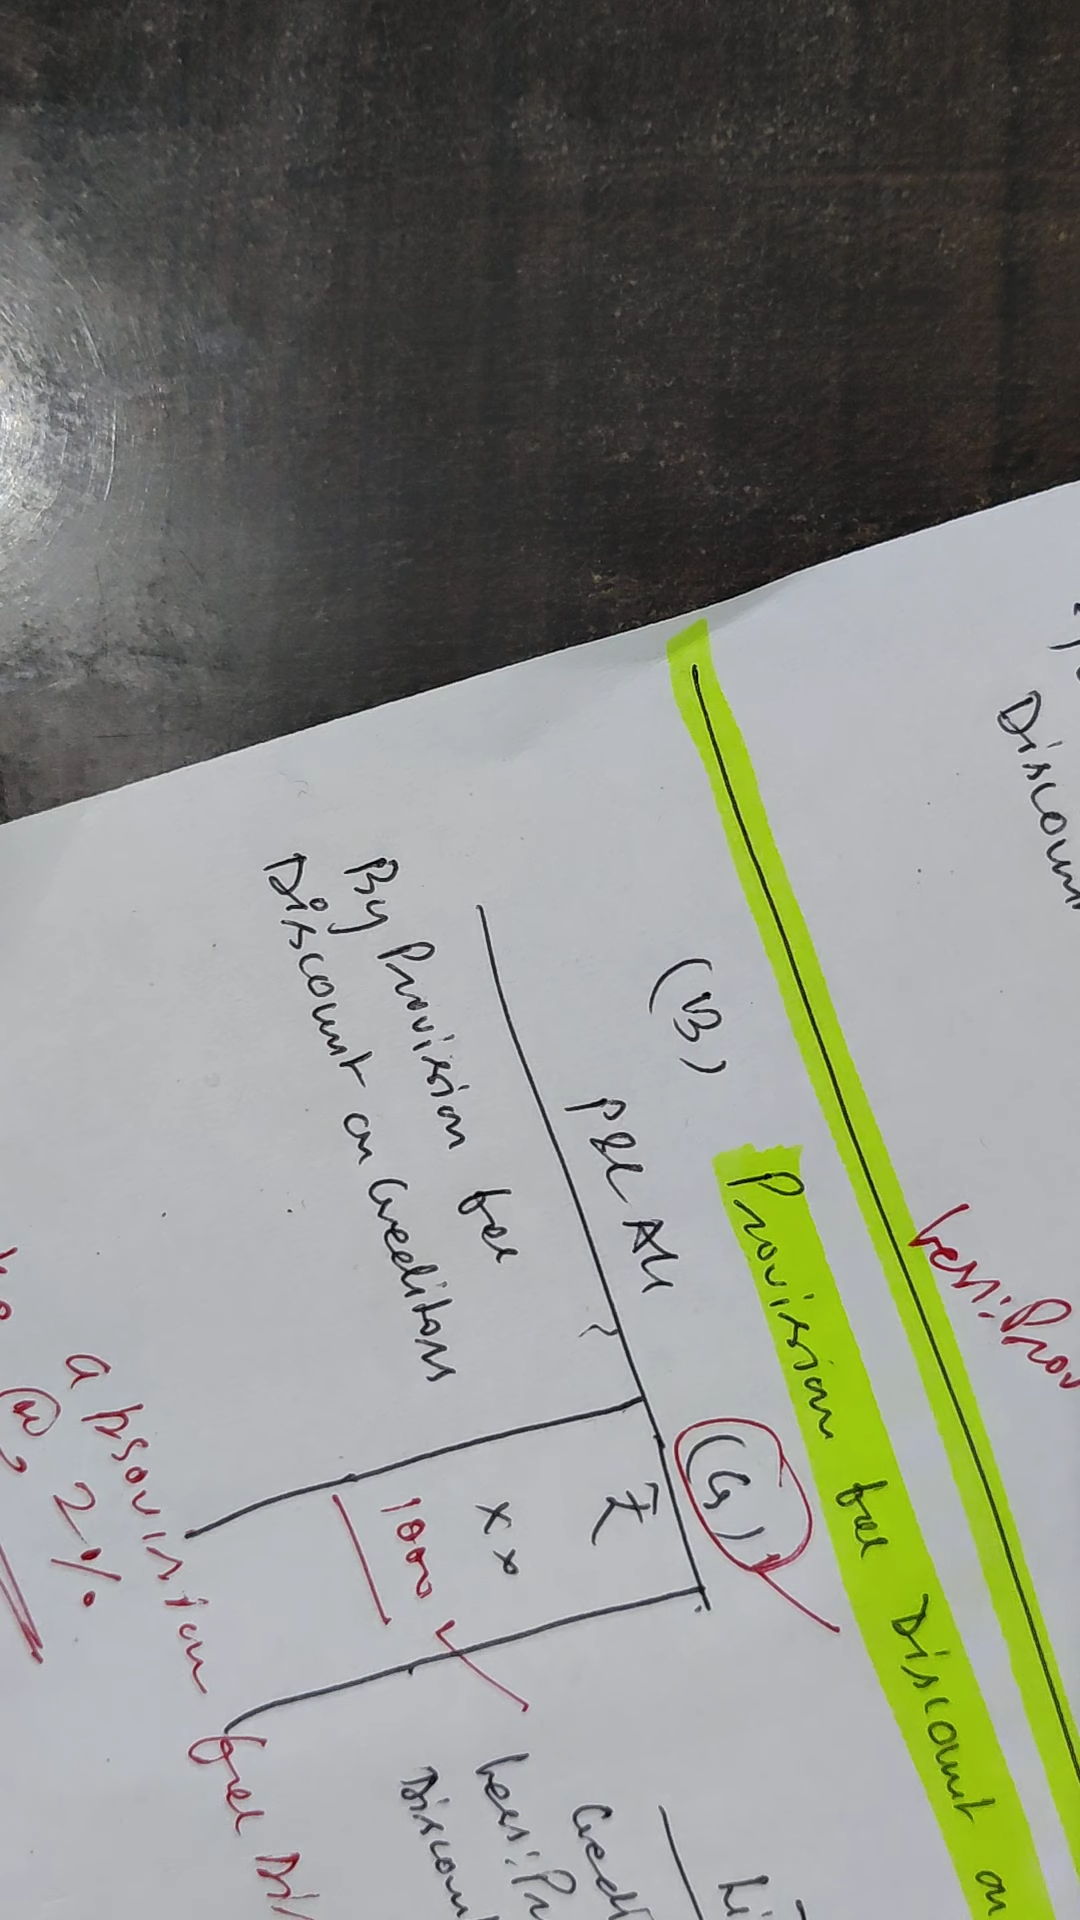 Discoun
Less: Prov
Provision for Discount on
(B)
(Cr)
P&L A/c
₹
By Provision for
xx
Discount on Creditors
1000
Li
Credi
Less: Pr
Discoun
a provision for Dis
@ 2%